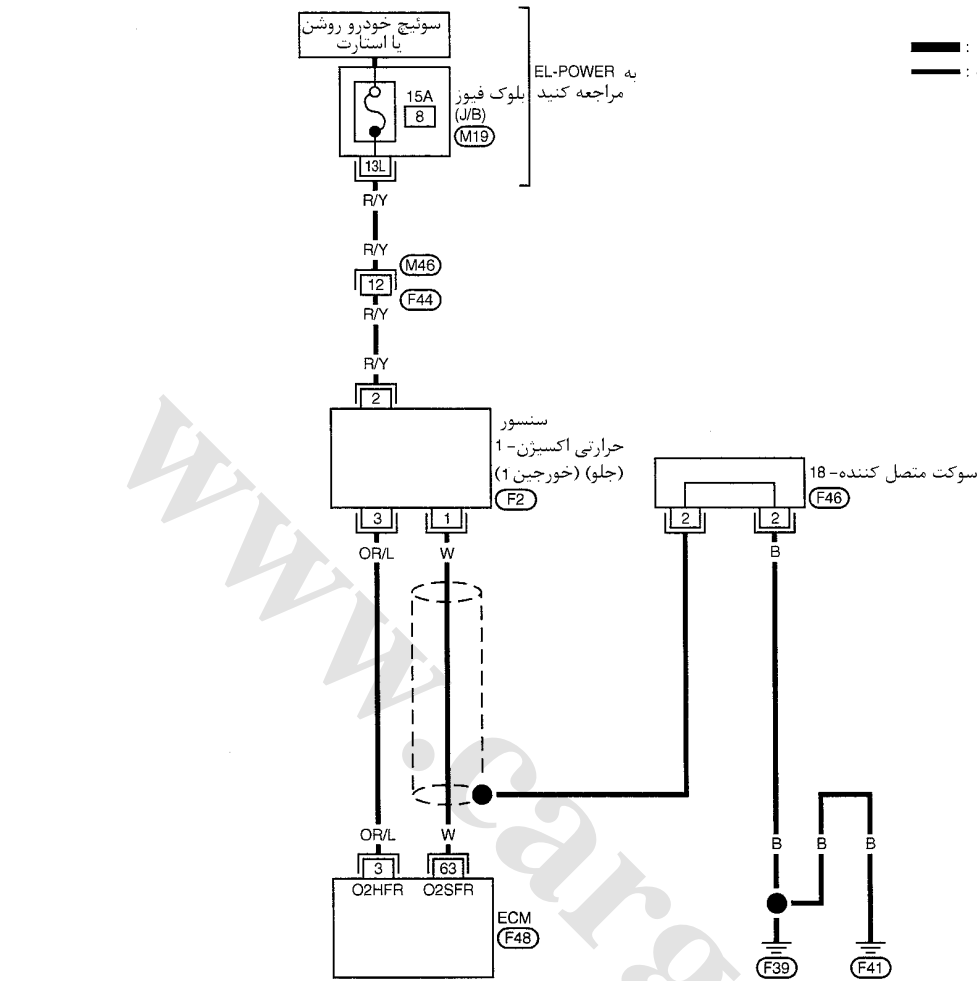 سوئیچ خودرو روشن
یا استارت
به EL-POWER
مراجعه کنید
15A
8
بلوک فیوز
(J/B)
M19
13L
R/Y
R/Y
M46
12
F44
R/Y
R/Y
2
سنسور
حرارتی اکسیژن- 1
(جلو) (خورجین 1)
F2
سوکت متصل کننده- 18
F46
3
1
2
2
OR/L
W
B
OR/L
W
B
B
B
3
63
O2HFR
O2SFR
ECM
F48
F39
F41
:
:
www.carg